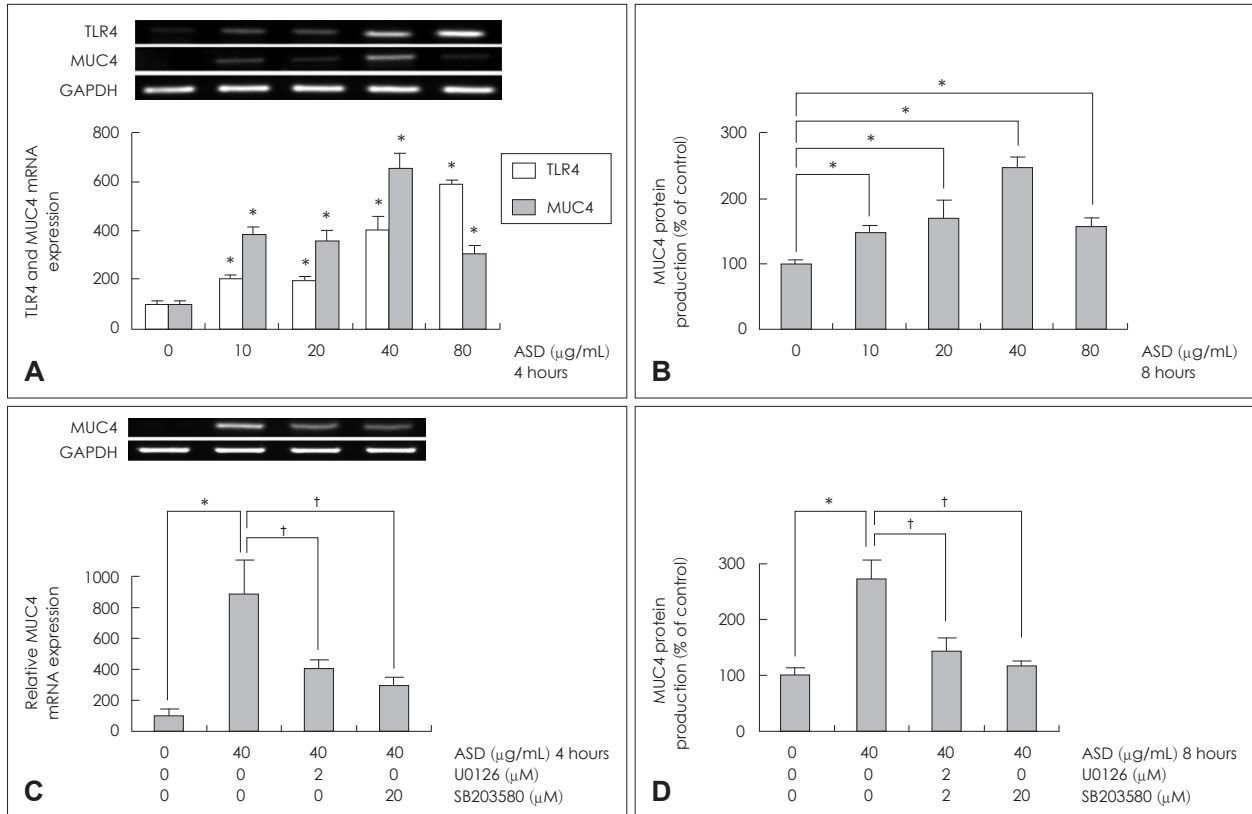 TLR4
MUC4
GAPDH
TLR4 and MUC4 mRNA
expression
800
600
400
200
0
* * * * * * * *
TLR4
MUC4
0 10 20 40 80 ASD (μg/mL)
4 hours
A
MUC4 protein
production (% of control)
300
200
100
0
*
*
*
*
0 10 20 40 80 ASD (μg/mL)
8 hours
B
MUC4
GAPDH
Relative MUC4
mRNA expression
1000
800
600
400
200
0
* †
†
0 40 40 40 ASD (μg/mL) 4 hours
0 0 2 0 U0126 (μM)
0 0 0 20 SB203580 (μM)
C
MUC4 protein
production (% of control)
300
200
100
0
* †
†
0 40 40 40 ASD (μg/mL) 8 hours
0 0 2 0 U0126 (μM)
0 0 2 20 SB203580 (μM)
D